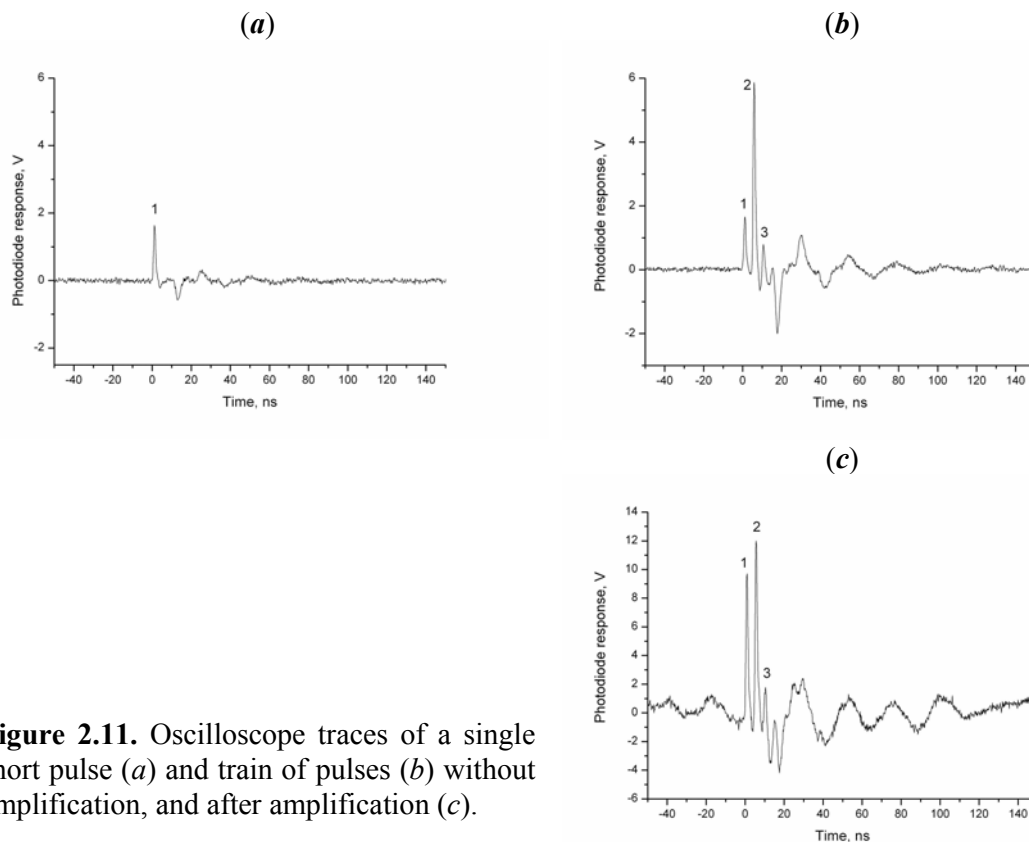 (a)
6
4
2
0
-2
Photodiode response, V
1
-40 -20 0 20 40 60 80 100 120 140
Time, ns
(b)
6
4
2
0
-2
Photodiode response, V
1
2
3
-40 -20 0 20 40 60 80 100 120 140
Time, ns
(c)
14
12
10
8
6
4
2
0
-2
-4
-6
Photodiode response, V
1
2
3
-40 -20 0 20 40 60 80 100 120 140
Time, ns
igure 2.11. Oscilloscope traces of a single
hort pulse (a) and train of pulses (b) without
mplification, and after amplification (c).